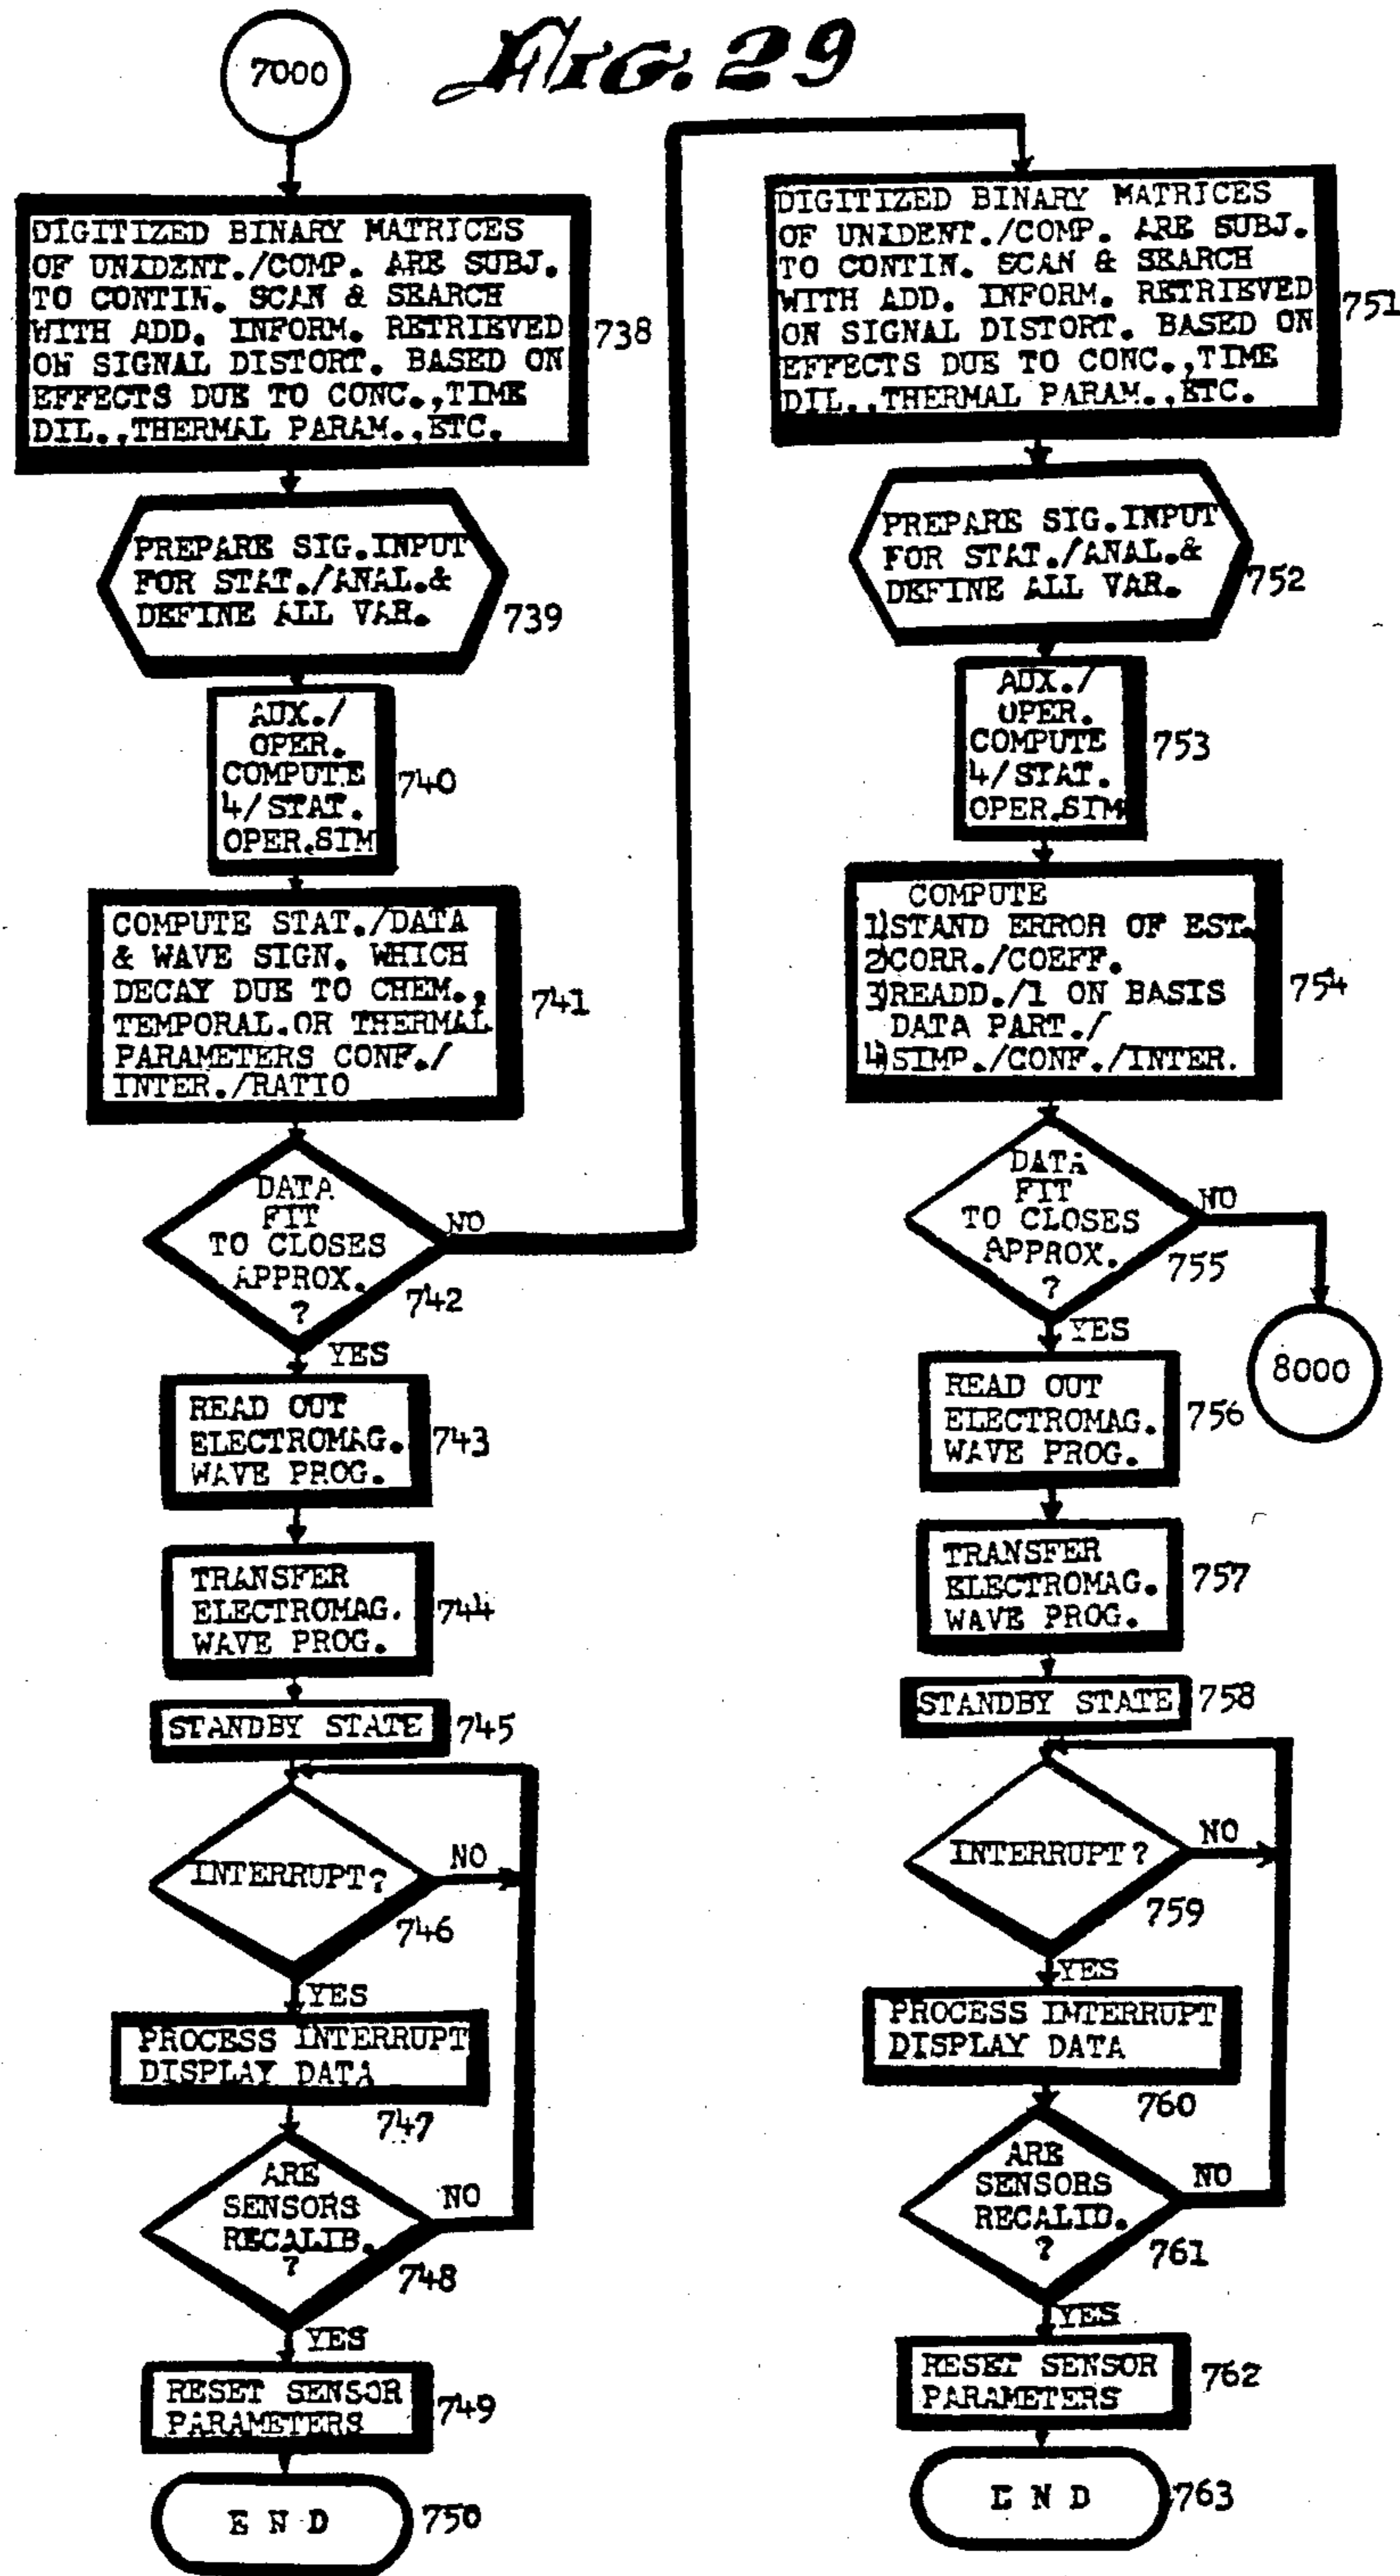 FIG. 29
7000
DIGITIZED BINARY MATRICES
OF UNIDENT./COMP. ARE SUBJ.
TO CONTIN. SCAN & SEARCH
WITH ADD. INFORM. RETRIEVED
ON SIGNAL DISTORT. BASED ON
EFFECTS DUE TO CONC.,TIME
DIL.,THERMAL PARAM.,ETC.
738
PREPARE SIG.INPUT
FOR STAT./ANAL.&
DEFINE ALL VAR.
739
AUX./
OPER.
COMPUTE
4/STAT.
OPER.SIM
740
COMPUTE STAT./DATA
& WAVE SIGN. WHICH
DECAY DUE TO CHEM.,
TEMPORAL.OR THERMAL
PARAMETERS CONF./
INTER./RATIO
741
DATA
FIT
TO CLOSES
APPROX.
?
742
NO
YES
READ OUT
ELECTROMAG.
WAVE PROG.
743
TRANSFER
ELECTROMAG.
WAVE PROG.
744
STANDBY STATE
745
INTERRUPT?
NO
746
YES
PROCESS INTERRUPT
DISPLAY DATA
747
ARE
SENSORS
RECALIB.
?
NO
748
YES
RESET SENSOR
PARAMETERS
749
END
750
DIGITIZED BINARY MATRICES
OF UNIDENT./COMP. ARE SUBJ.
TO CONTIN. SCAN & SEARCH
WITH ADD. INFORM. RETRIEVED
ON SIGNAL DISTORT. BASED ON
EFFECTS DUE TO CONC.,TIME
DIL.,THERMAL PARAM.,ETC.
751
PREPARE SIG.INPUT
FOR STAT./ANAL.&
DEFINE ALL VAR.
752
AUX./
OPER.
COMPUTE
4/STAT.
OPER.SIM
753
COMPUTE
1)STAND ERROR OF EST.
2)CORR./COEFF.
3)READD./1 ON BASIS
DATA PART./
4)SIMP./CONF./INTER.
754
DATA
FIT
TO CLOSES
APPROX.
?
NO
755
8000
YES
READ OUT
ELECTROMAG.
WAVE PROG.
756
TRANSFER
ELECTROMAG.
WAVE PROG.
757
STANDBY STATE
758
INTERRUPT?
NO
759
YES
PROCESS INTERRUPT
DISPLAY DATA
760
ARE
SENSORS
RECALID.
?
NO
761
YES
RESET SENSOR
PARAMETERS
762
END
763